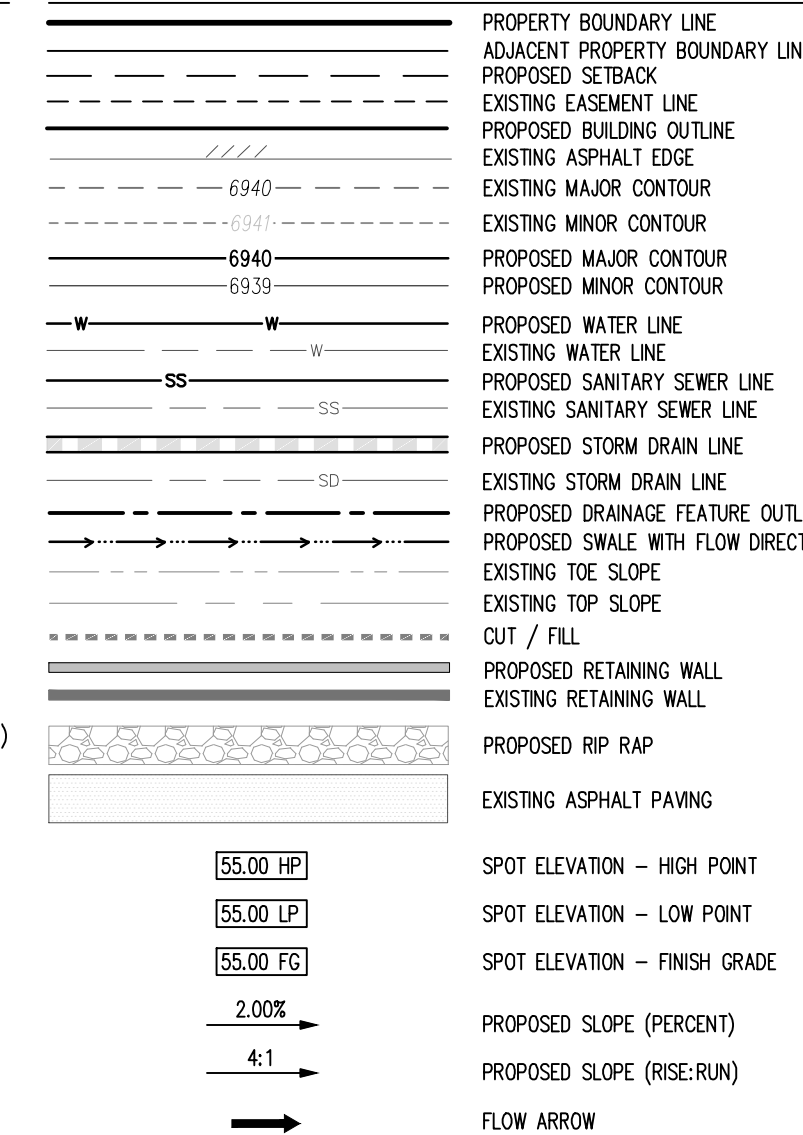 PROPERTY BOUNDARY LINE
ADJACENT PROPERTY BOUNDARY LIN
PROPOSED SETBACK
EXISTING EASEMENT LINE
PROPOSED BUILDING OUTLINE
EXISTING ASPHALT EDGE
6940 EXISTING MAJOR CONTOUR
6941 EXISTING MINOR CONTOUR
6940 PROPOSED MAJOR CONTOUR
6939 PROPOSED MINOR CONTOUR
W W PROPOSED WATER LINE
W EXISTING WATER LINE
SS PROPOSED SANITARY SEWER LINE
SS EXISTING SANITARY SEWER LINE
PROPOSED STORM DRAIN LINE
SD EXISTING STORM DRAIN LINE
PROPOSED DRAINAGE FEATURE OUTL
PROPOSED SWALE WITH FLOW DIRECT
EXISTING TOE SLOPE
EXISTING TOP SLOPE
CUT / FILL
PROPOSED RETAINING WALL
EXISTING RETAINING WALL
) PROPOSED RIP RAP
EXISTING ASPHALT PAVING
55.00 HP SPOT ELEVATION – HIGH POINT
55.00 LP SPOT ELEVATION – LOW POINT
55.00 FG SPOT ELEVATION – FINISH GRADE
2.00% PROPOSED SLOPE (PERCENT)
4:1 PROPOSED SLOPE (RISE:RUN)
FLOW ARROW